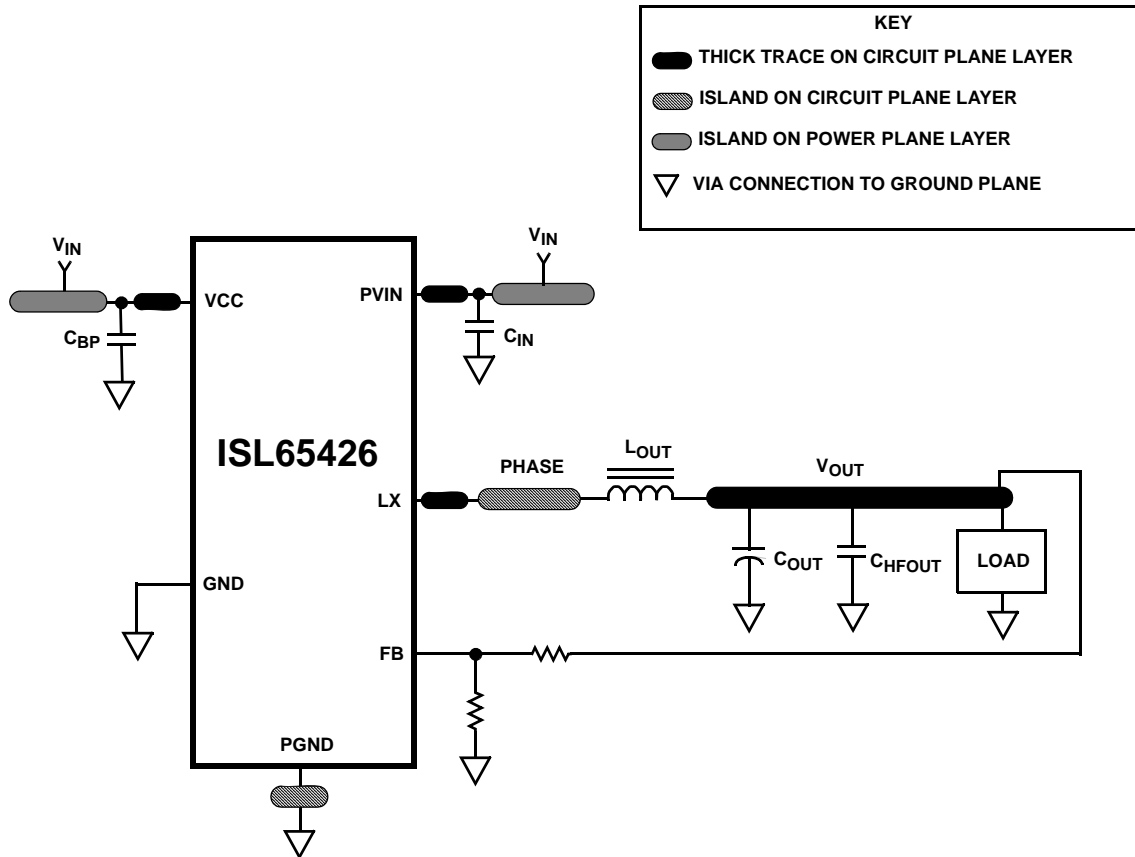 KEY
THICK TRACE ON CIRCUIT PLANE LAYER
ISLAND ON CIRCUIT PLANE LAYER
ISLAND ON POWER PLANE LAYER
VIA CONNECTION TO GROUND PLANE
VIN
VIN
VCC
PVIN
CBP
CIN
ISL65426
LOUT
PHASE
VOUT
LX
COUT
CHFOUT
LOAD
GND
FB
PGND